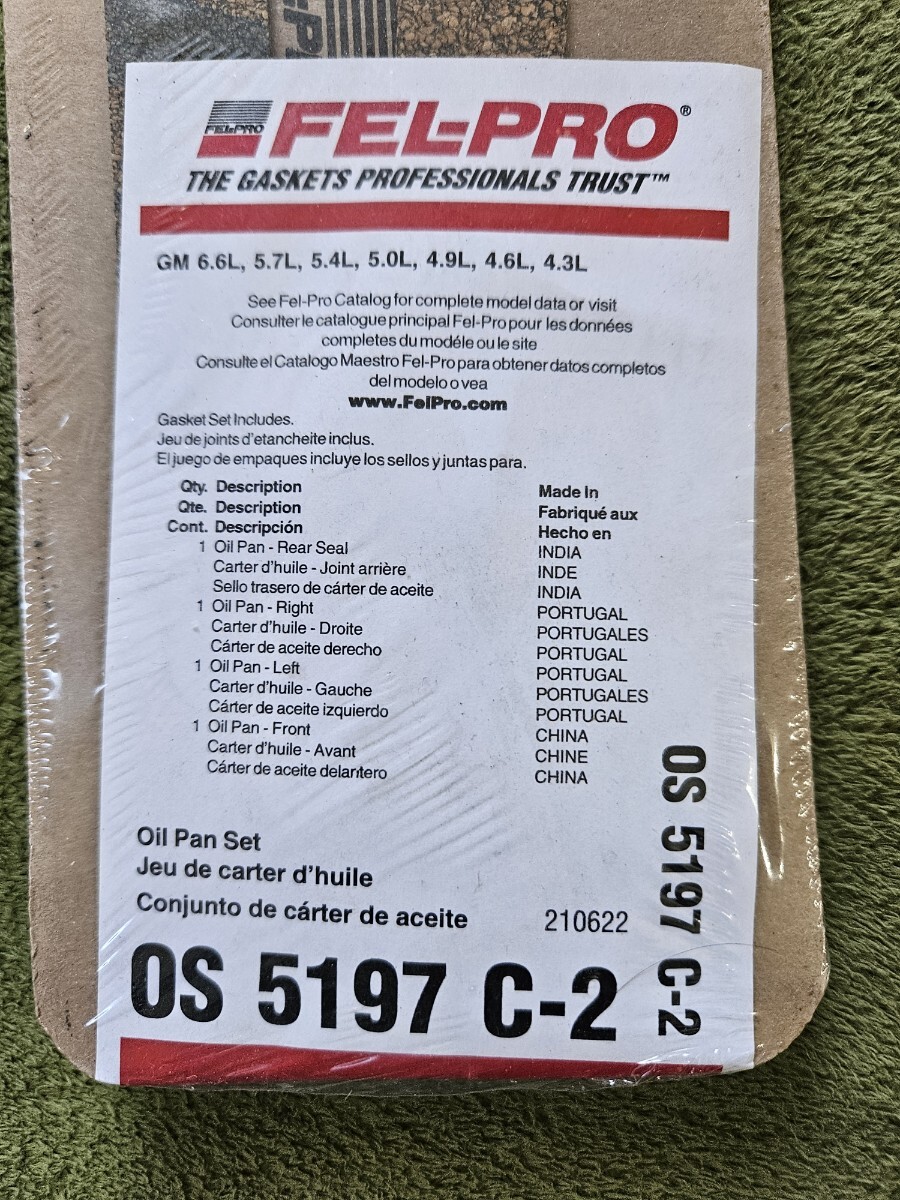 FEL-PRO
FEL-PRO®
THE GASKETS PROFESSIONALS TRUST™
GM 6.6L, 5.7L, 5.4L, 5.0L, 4.9L, 4.6L, 4.3L
See Fel-Pro Catalog for complete model data or visit
Consulter le catalogue principal Fel-Pro pour les données
completes du modéle ou le site
Consulte el Catalogo Maestro Fel-Pro para obtener datos completos
del modelo o vea
www.FelPro.com
Gasket Set Includes.
Jeu de joints d'etancheite inclus.
El juego de empaques incluye los sellos y juntas para.
Qty. Description Made In
Qte. Description Fabriqué aux
Cont. Descripción Hecho en
1 Oil Pan - Rear Seal INDIA
Carter d'huile - Joint arrière INDE
Sello trasero de cárter de aceite INDIA
1 Oil Pan - Right PORTUGAL
Carter d'huile - Droite PORTUGALES
Cárter de aceite derecho PORTUGAL
1 Oil Pan - Left PORTUGAL
Carter d'huile - Gauche PORTUGALES
Cárter de aceite izquierdo PORTUGAL
1 Oil Pan - Front CHINA
Carter d'huile - Avant CHINE
Cárter de aceite delantero CHINA
Oil Pan Set
Jeu de carter d'huile
Conjunto de cárter de aceite 210622
OS 5197 C-2
OS 5197 C-2